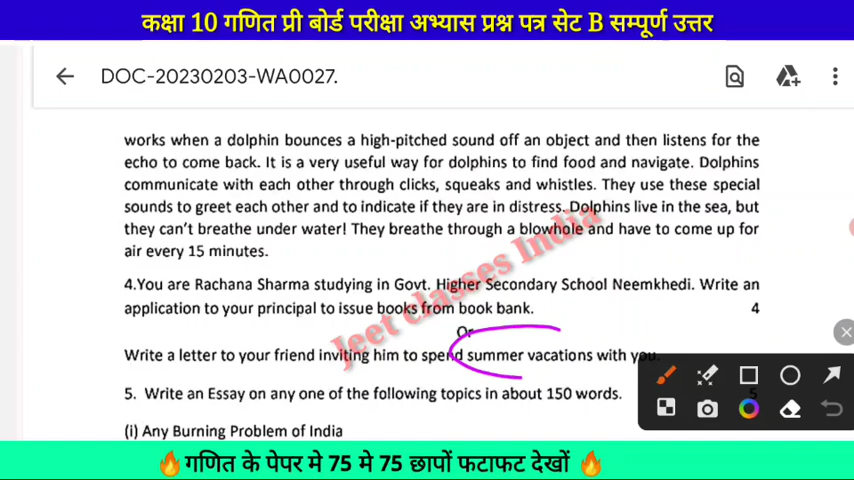 कक्षा 10 गणित प्री बोर्ड परीक्षा अभ्यास प्रश्न पत्र सेट B सम्पूर्ण उत्तर
DOC-20230203-WA0027.
works when a dolphin bounces a high-pitched sound off an object and then listens for the
echo to come back. It is a very useful way for dolphins to find food and navigate. Dolphins
communicate with each other through clicks, squeaks and whistles. They use these special
sounds to greet each other and to indicate if they are in distress. Dolphins live in the sea, but
they can't breathe under water! They breathe through a blowhole and have to come up for
air every 15 minutes.
Jeet classes India
4.You are Rachana Sharma studying in Govt. Higher Secondary School Neemkhedi. Write an
application to your principal to issue books from book bank. 4
Or
Write a letter to your friend inviting him to spend summer vacations with you.
5. Write an Essay on any one of the following topics in about 150 words. 5
(i) Any Burning Problem of India
🔥गणित के पेपर मे 75 मे 75 छापों फटाफट देखों 🔥